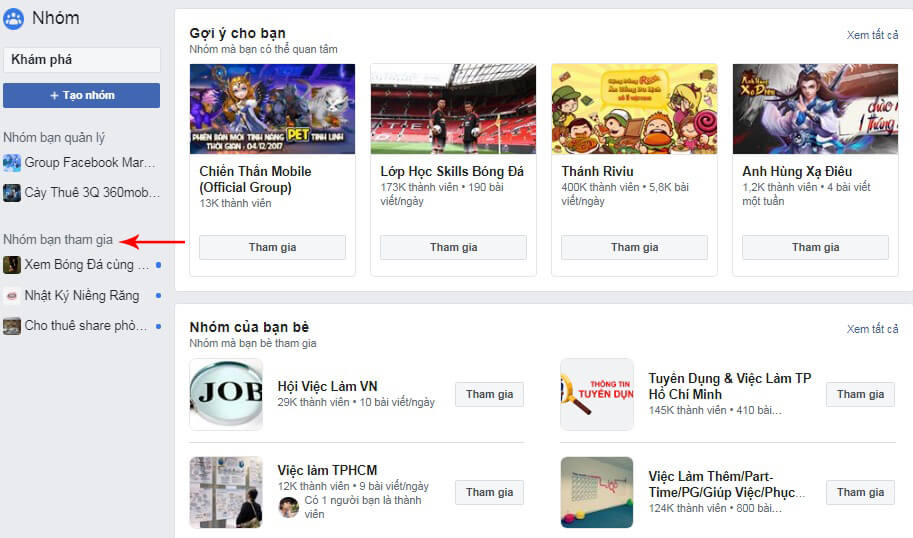 Nhóm
Khám phá
+ Tạo nhóm
Nhóm bạn quản lý
Group Facebook Mar…
Cày Thuê 3Q 360mob…
Nhóm bạn tham gia
Xem Bóng Đá cùng …
Nhật Ký Niềng Răng
Cho thuê share phò…
Gợi ý cho bạn
Xem tất cả
Nhóm mà bạn có thể quan tâm
PHIÊN BẢN MỚI TÍNH NĂNG PET TINH LINH
THỜI GIAN : 04.12.2017
Chiến Thần Mobile
(Official Group)
13K thành viên
Tham gia
Lớp Học Skills Bóng Đá
173K thành viên • 190 bài
viết/ngày
Tham gia
Thánh Riviu
400K thành viên • 5,8K bài
viết/ngày
Tham gia
Anh Hùng
Xạ Điêu
chào
1 tháng
Anh Hùng Xạ Điêu
1,2K thành viên • 4 bài viết
một tuần
Tham gia
Nhóm của bạn bè
Xem tất cả
Nhóm mà bạn bè tham gia
JOB
Hội Việc Làm VN
29K thành viên • 10 bài viết/ngày
Tham gia
THÔNG TIN
TUYỂN DỤN
Tuyển Dụng & Việc Làm TP
Hồ Chí Minh
145K thành viên • 410 bài…
Tham gia
Việc làm TPHCM
12K thành viên • 9 bài viết/ngày
Có 1 người bạn là thành
viên
Tham gia
Việc Làm Thêm/Part-
Time/PG/Giúp Việc/Phục…
124K thành viên • 800 bài…
Tham gia